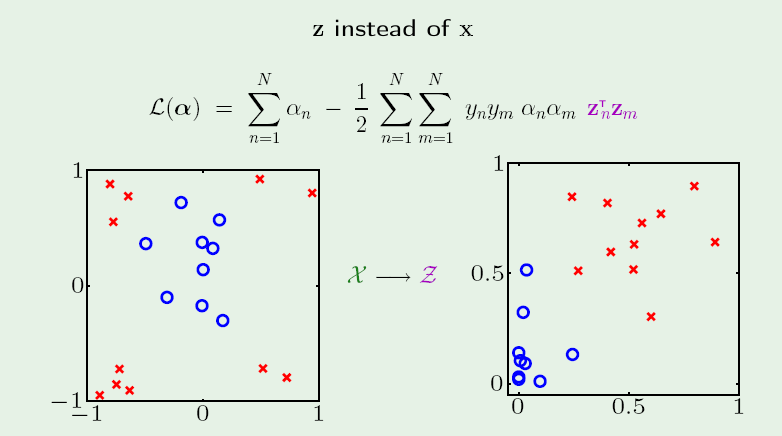 z instead of x
ℒ(α) = ∑_{n=1}^{N} α_n − 1/2 ∑_{n=1}^{N} ∑_{m=1}^{N} y_n y_m α_n α_m z_n^T z_m
1
0
−1
−1 0 1
𝒳 ⟶ 𝒵
1
0.5
0
0 0.5 1